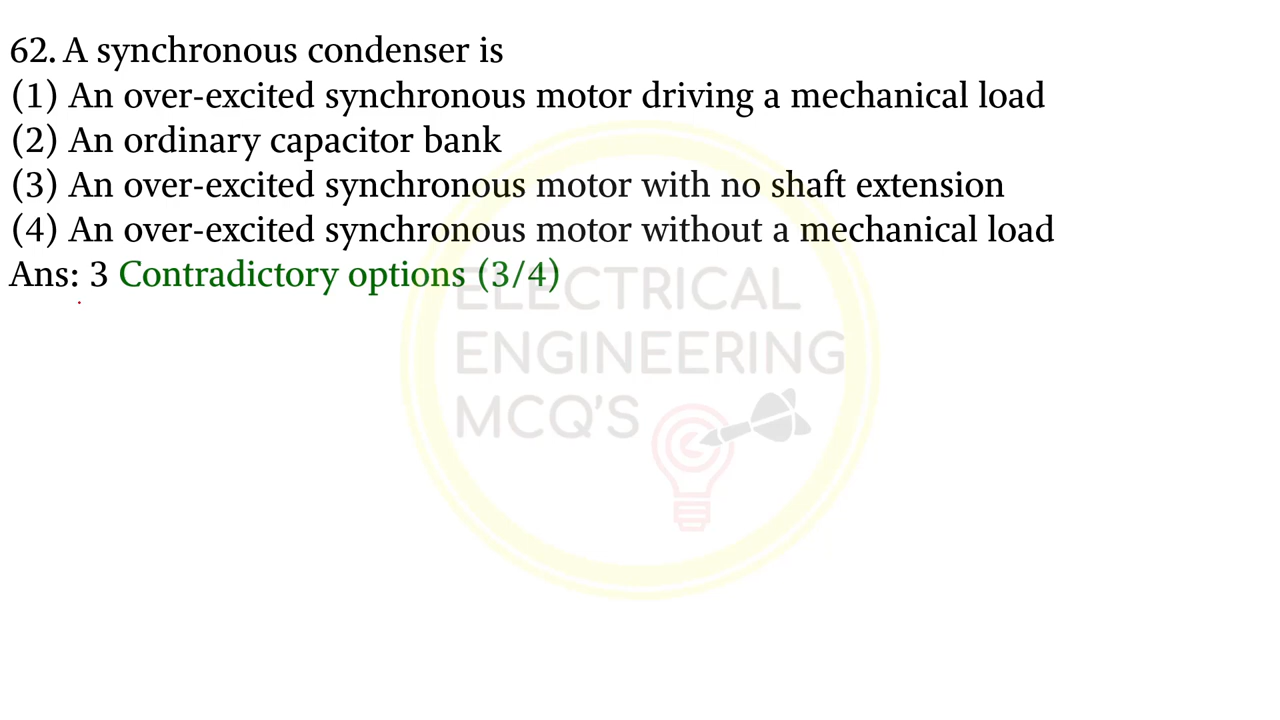 62. A synchronous condenser is
(1) An over-excited synchronous motor driving a mechanical load
(2) An ordinary capacitor bank
(3) An over-excited synchronous motor with no shaft extension
(4) An over-excited synchronous motor without a mechanical load
Ans: 3 Contradictory options (3/4)
ELECTRICAL
ENGINEERING
MCQ'S